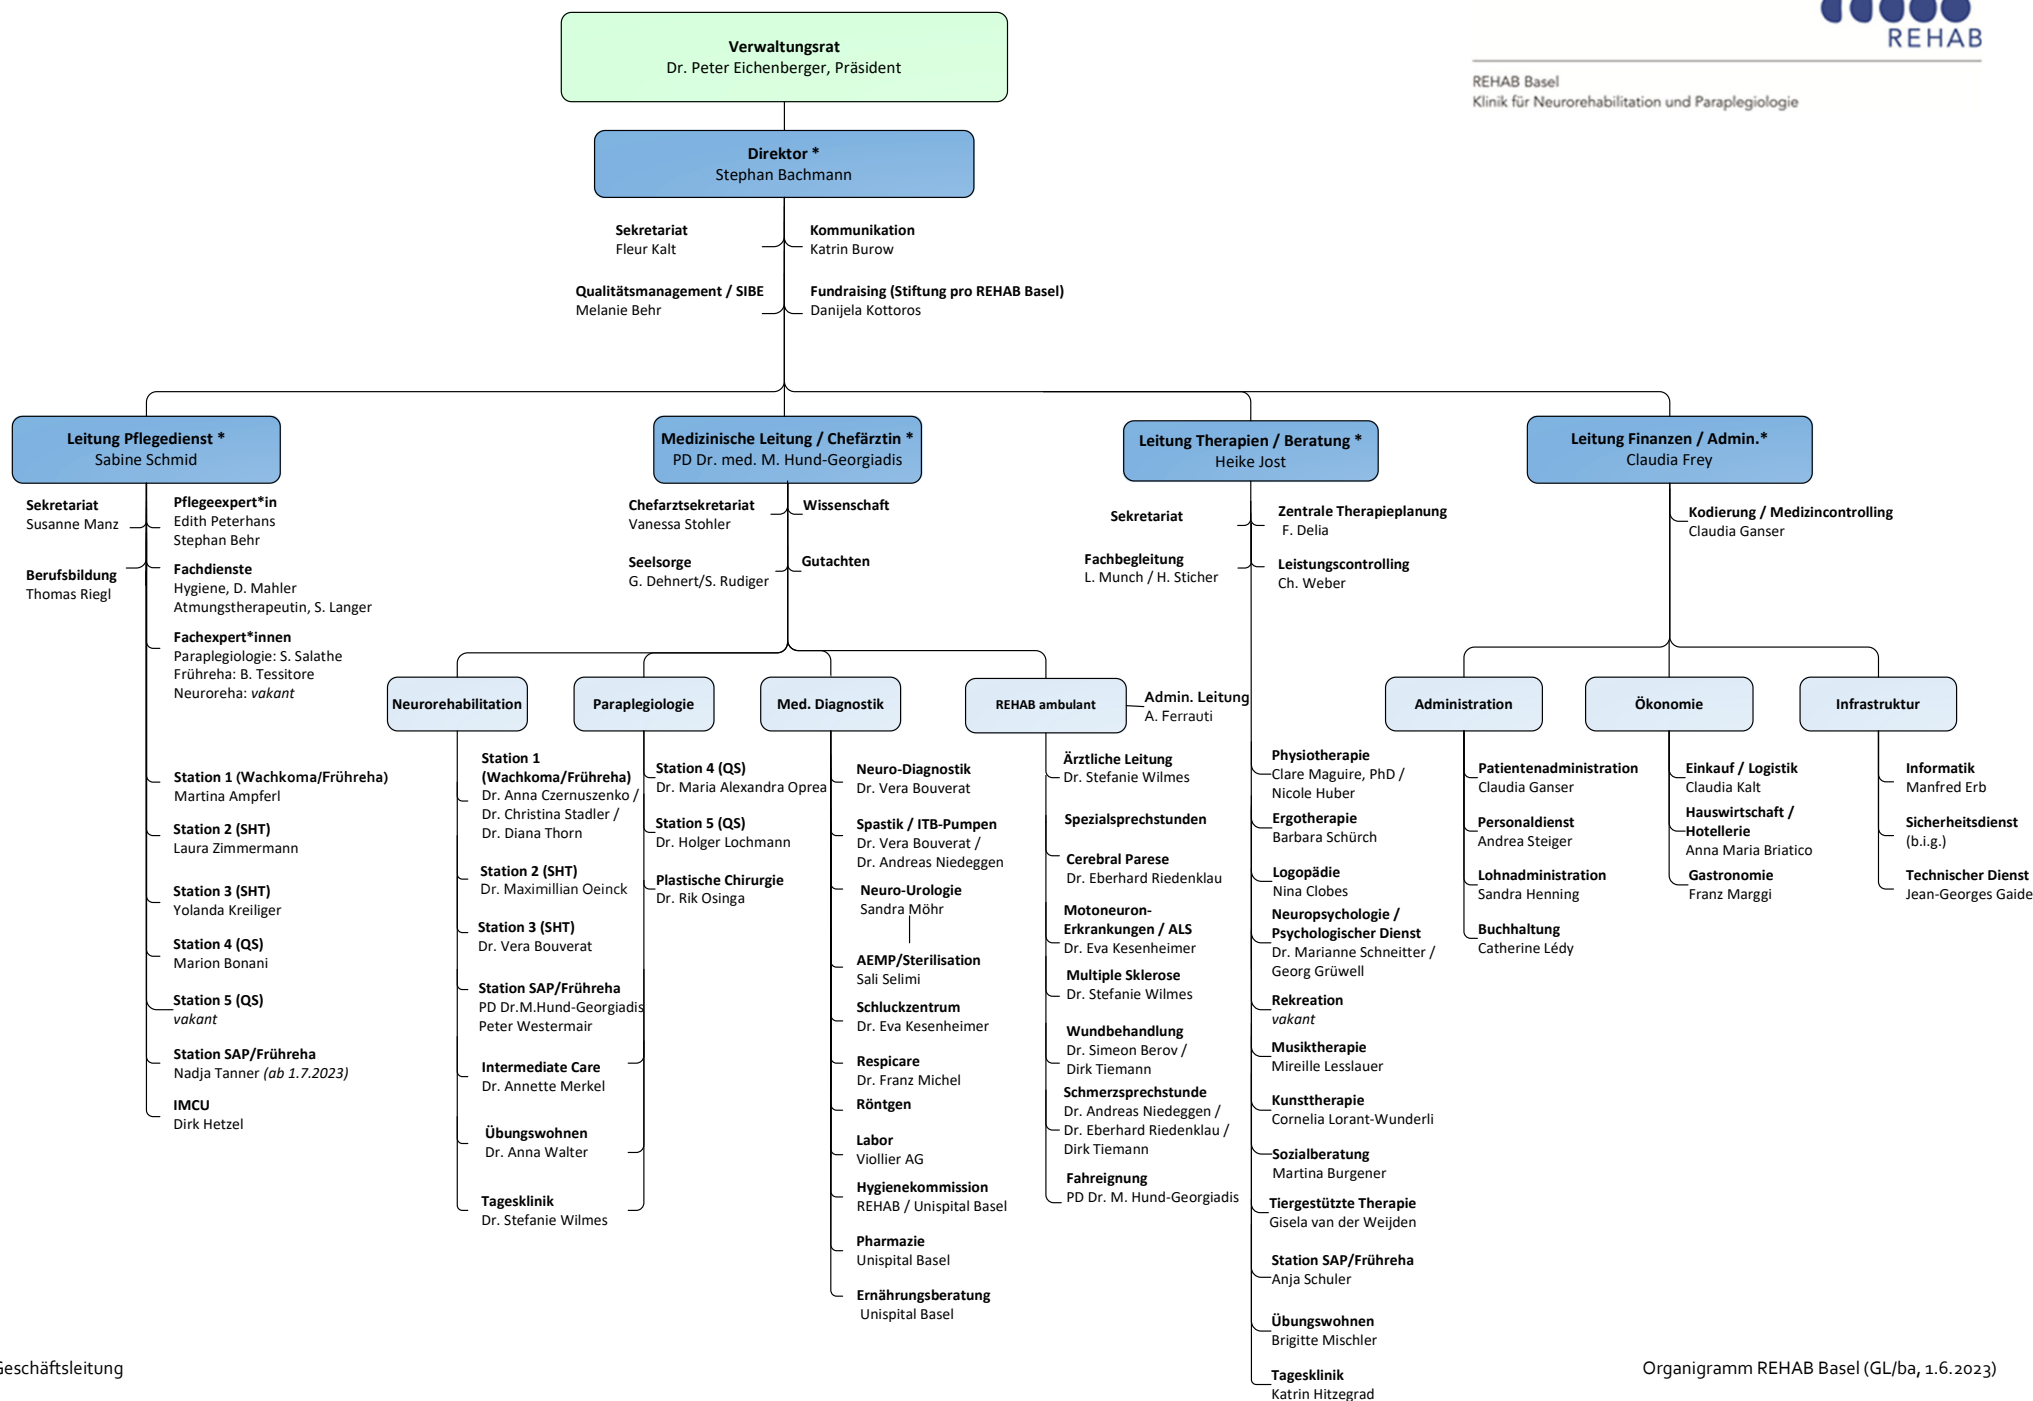 REHAB
REHAB Basel
Klinik für Neurorehabilitation und Paraplegiologie
Verwaltungsrat
Dr. Peter Eichenberger, Präsident
Direktor *
Stephan Bachmann
Sekretariat
Fleur Kalt
Kommunikation
Katrin Burow
Qualitätsmanagement / SIBE
Melanie Behr
Fundraising (Stiftung pro REHAB Basel)
Danijela Kottoros
Leitung Pflegedienst *
Sabine Schmid
Sekretariat
Susanne Manz
Pflegeexpert*in
Edith Peterhans
Stephan Behr
Berufsbildung
Thomas Riegl
Fachdienste
Hygiene, D. Mahler
Atmungstherapeutin, S. Langer
Fachexpert*innen
Paraplegiologie: S. Salathe
Frühreha: B. Tessitore
Neuroreha: vakant
Station 1 (Wachkoma/Frühreha)
Martina Ampferl
Station 2 (SHT)
Laura Zimmermann
Station 3 (SHT)
Yolanda Kreiliger
Station 4 (QS)
Marion Bonani
Station 5 (QS)
vakant
Station SAP/Frühreha
Nadja Tanner (ab 1.7.2023)
IMCU
Dirk Hetzel
Medizinische Leitung / Chefärztin *
PD Dr. med. M. Hund-Georgiadis
Chefarztsekretariat
Vanessa Stohler
Wissenschaft
Seelsorge
G. Dehnert/S. Rudiger
Gutachten
Neurorehabilitation
Station 1
(Wachkoma/Frühreha)
Dr. Anna Czernuszenko /
Dr. Christina Stadler /
Dr. Diana Thorn
Station 2 (SHT)
Dr. Maximillian Oeinck
Station 3 (SHT)
Dr. Vera Bouverat
Station SAP/Frühreha
PD Dr.M.Hund-Georgiadis
Peter Westermair
Intermediate Care
Dr. Annette Merkel
Übungswohnen
Dr. Anna Walter
Tagesklinik
Dr. Stefanie Wilmes
Paraplegiologie
Station 4 (QS)
Dr. Maria Alexandra Oprea
Station 5 (QS)
Dr. Holger Lochmann
Plastische Chirurgie
Dr. Rik Osinga
Med. Diagnostik
Neuro-Diagnostik
Dr. Vera Bouverat
Spastik / ITB-Pumpen
Dr. Vera Bouverat /
Dr. Andreas Niedeggen
Neuro-Urologie
Sandra Möhr
AEMP/Sterilisation
Sali Selimi
Schluckzentrum
Dr. Eva Kesenheimer
Respicare
Dr. Franz Michel
Röntgen
Labor
Viollier AG
Hygienekommission
REHAB / Unispital Basel
Pharmazie
Unispital Basel
Ernährungsberatung
Unispital Basel
REHAB ambulant
Admin. Leitung
A. Ferrauti
Ärztliche Leitung
Dr. Stefanie Wilmes
Spezialsprechstunden
Cerebral Parese
Dr. Eberhard Riedenklau
Motoneuron-
Erkrankungen / ALS
Dr. Eva Kesenheimer
Multiple Sklerose
Dr. Stefanie Wilmes
Wundbehandlung
Dr. Simeon Berov /
Dirk Tiemann
Schmerzsprechstunde
Dr. Andreas Niedeggen /
Dr. Eberhard Riedenklau /
Dirk Tiemann
Fahreignung
PD Dr. M. Hund-Georgiadis
Leitung Therapien / Beratung *
Heike Jost
Sekretariat
Zentrale Therapieplanung
F. Delia
Fachbegleitung
L. Munch / H. Sticher
Leistungscontrolling
Ch. Weber
Physiotherapie
Clare Maguire, PhD /
Nicole Huber
Ergotherapie
Barbara Schürch
Logopädie
Nina Clobes
Neuropsychologie /
Psychologischer Dienst
Dr. Marianne Schneitter /
Georg Grüwell
Rekreation
vakant
Musiktherapie
Mireille Lesslauer
Kunsttherapie
Cornelia Lorant-Wunderli
Sozialberatung
Martina Burgener
Tiergestützte Therapie
Gisela van der Weijden
Station SAP/Frühreha
Anja Schuler
Übungswohnen
Brigitte Mischler
Tagesklinik
Katrin Hitzegrad
Leitung Finanzen / Admin.*
Claudia Frey
Kodierung / Medizincontrolling
Claudia Ganser
Administration
Patientenadministration
Claudia Ganser
Personaldienst
Andrea Steiger
Lohnadministration
Sandra Henning
Buchhaltung
Catherine Lédy
Ökonomie
Einkauf / Logistik
Claudia Kalt
Hauswirtschaft /
Hotellerie
Anna Maria Briatico
Gastronomie
Franz Marggi
Infrastruktur
Informatik
Manfred Erb
Sicherheitsdienst
(b.i.g.)
Technischer Dienst
Jean-Georges Gaide
Geschäftsleitung
Organigramm REHAB Basel (GL/ba, 1.6.2023)